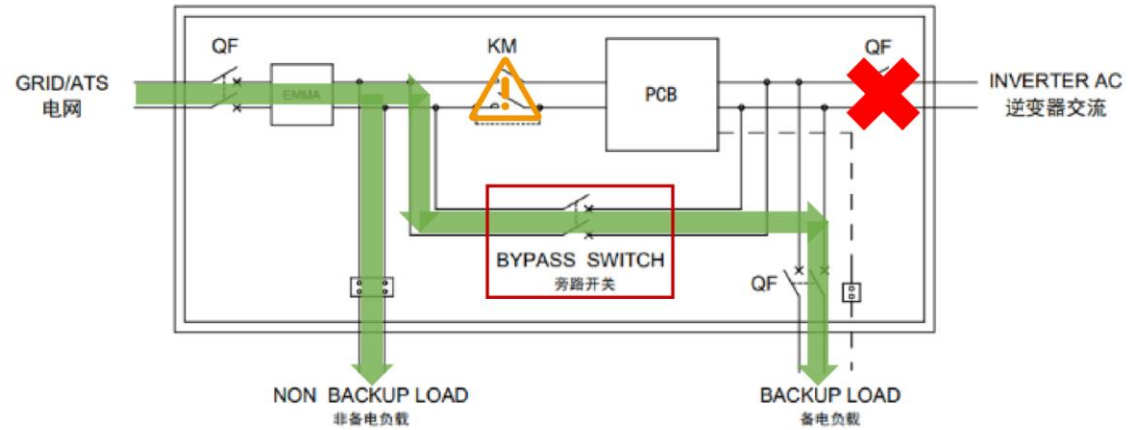 QF
KM
QF
GRID/ATS
电网
EMMA
PCB
INVERTER AC
逆变器交流
BYPASS SWITCH
旁路开关
QF
NON BACKUP LOAD
非备电负载
BACKUP LOAD
备电负载